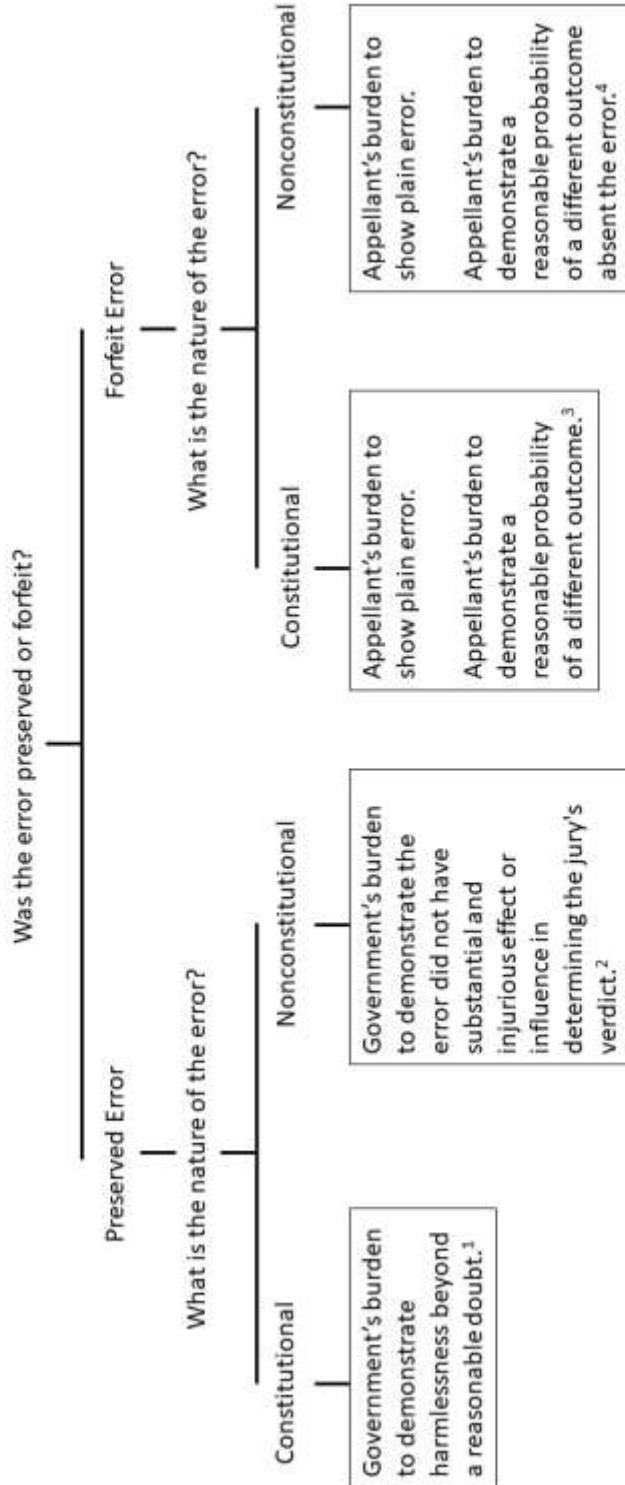 Was the error preserved or forfeit?
Preserved Error
Forfeit Error
What is the nature of the error?
What is the nature of the error?
Constitutional
Nonconstitutional
Constitutional
Nonconstitutional
Government's burden
to demonstrate
harmlessness beyond
a reasonable doubt.1
Government's burden
to demonstrate the
error did not have
substantial and
injurious effect or
influence in
determining the jury's
verdict.2
Appellant's burden to
show plain error.
Appellant's burden to
demonstrate a
reasonable probability
of a different outcome.3
Appellant's burden to
show plain error.
Appellant's burden to
demonstrate a
reasonable probability
of a different outcome
absent the error.4